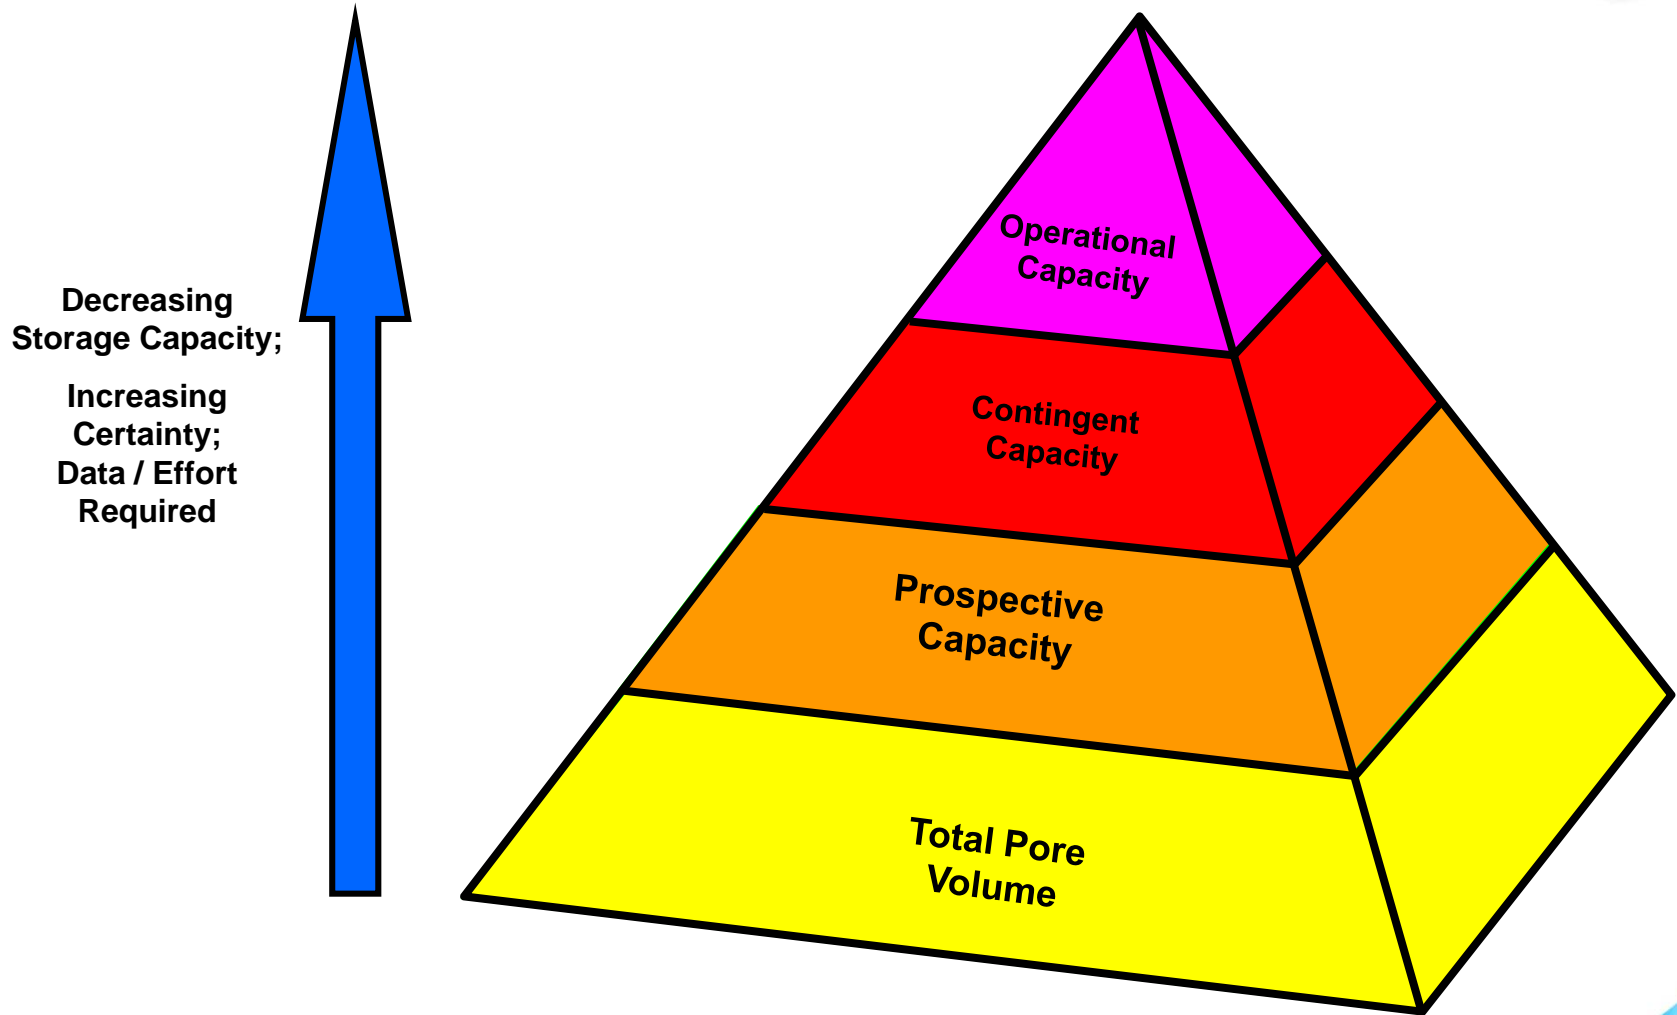 Decreasing
Storage Capacity;
Increasing
Certainty;
Data / Effort
Required
Operational
Capacity
Contingent
Capacity
Prospective
Capacity
Total Pore
Volume